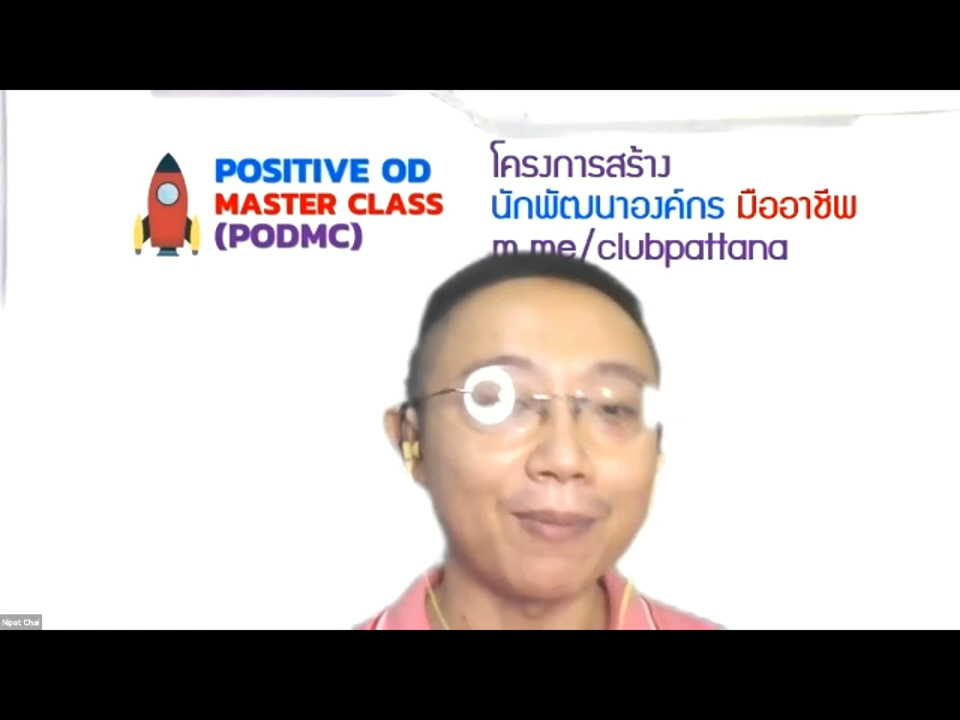 POSITIVE OD
MASTER CLASS
(PODMC)
โครงการสร้าง
นักพัฒนาองค์กร มืออาชีพ
m.me/clubpattana
Nipat Chai